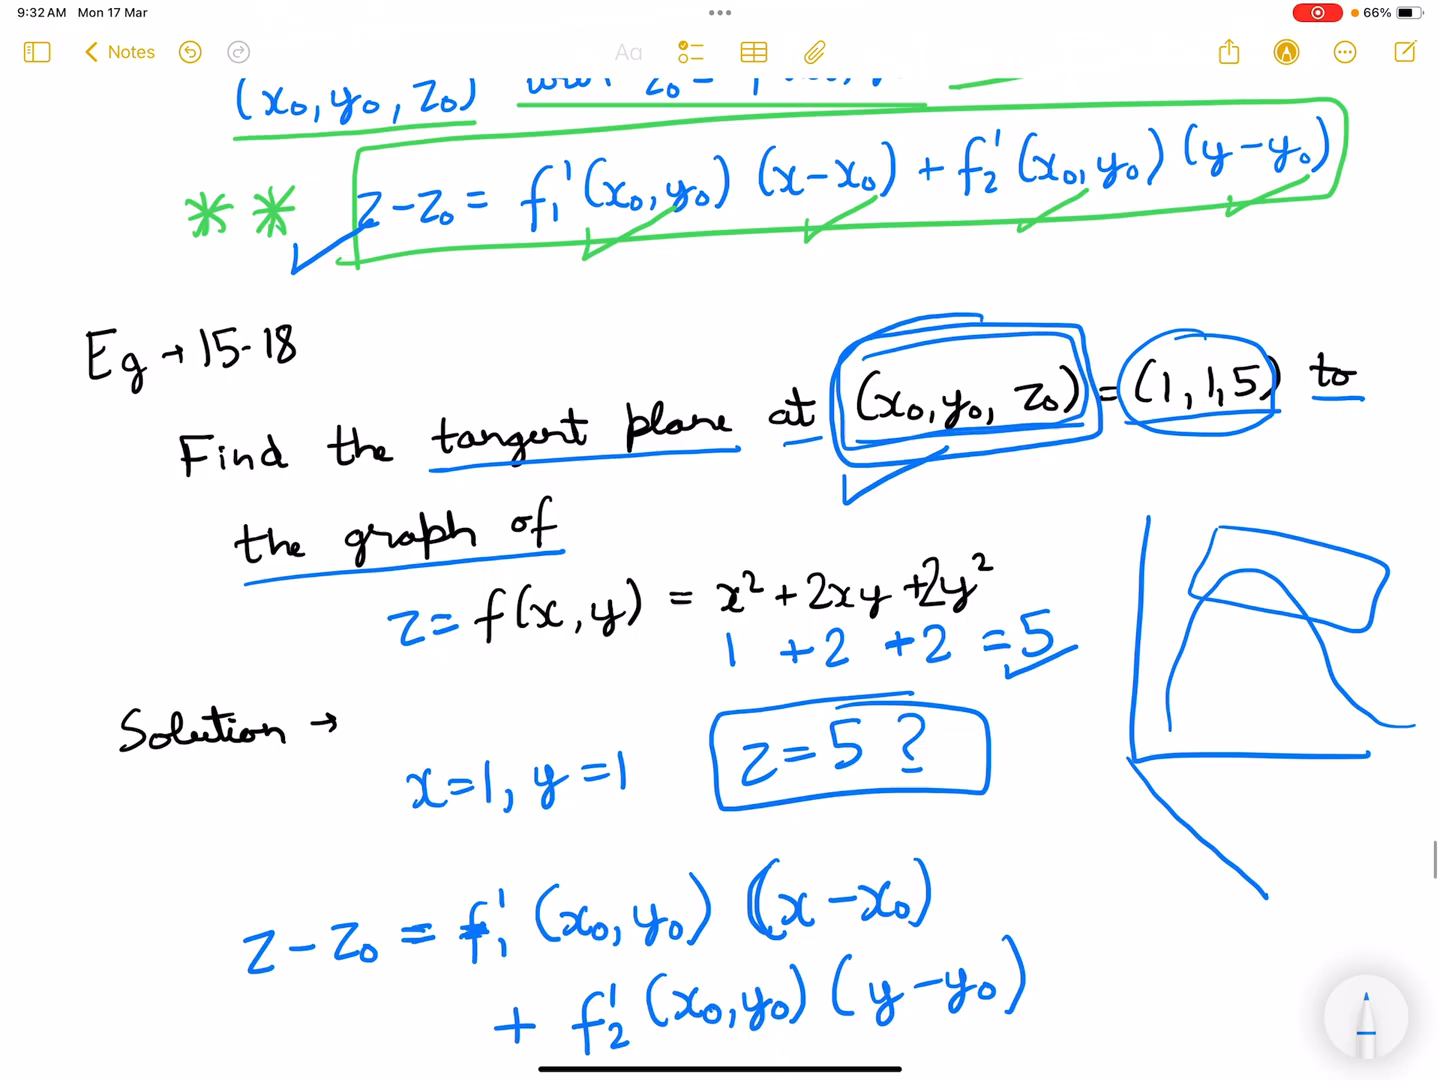 9:32 AM Mon 17 Mar
66%
Notes
Aa
(x₀, y₀, z₀)
** z - z₀ = f₁'(x₀, y₀) (x - x₀) + f₂'(x₀, y₀) (y - y₀)
Eg → 15-18
Find the tangent plane at (x₀, y₀, z₀) = (1, 1, 5) to
the graph of
z = f(x, y) = x² + 2xy + 2y²
1 + 2 + 2 = 5
Solution →
x = 1, y = 1 z = 5 ?
z - z₀ = f₁'(x₀, y₀) (x - x₀)
+ f₂'(x₀, y₀) (y - y₀)